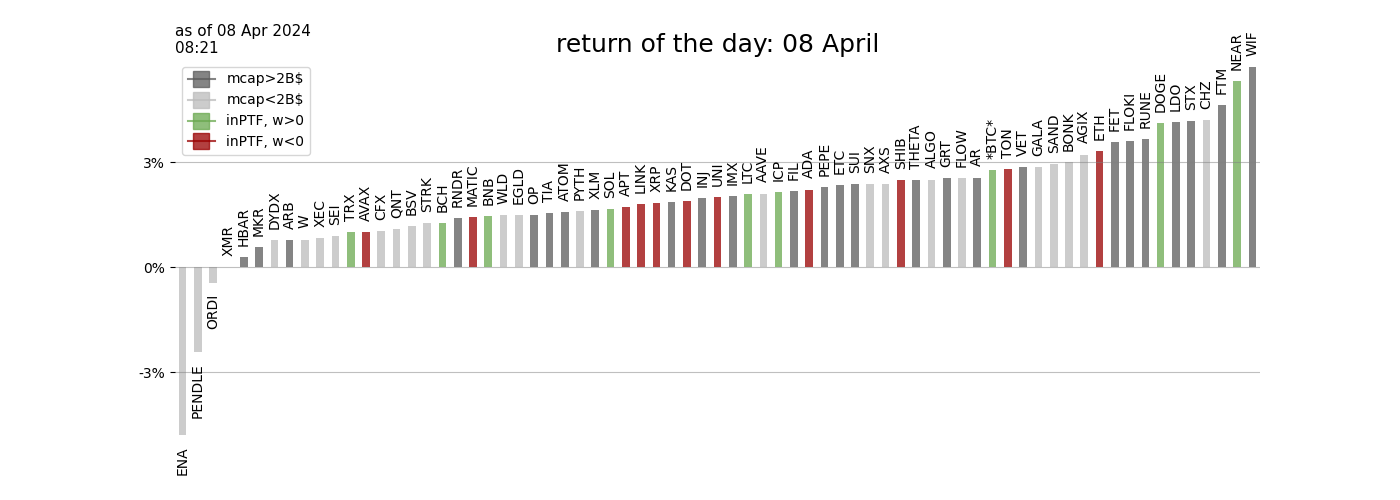 as of 08 Apr 2024
08:21
return of the day: 08 April
mcap>2B$
mcap<2B$
inPTF, w>0
inPTF, w<0
3%
0%
-3%
ENA
PENDLE
ORDI
XMR
HBAR
MKR
DYDX
ARB
W
XEC
SEI
TRX
AVAX
CFX
QNT
BSV
STRK
BCH
RNDR
MATIC
BNB
WLD
EGLD
OP
TIA
ATOM
PYTH
XLM
SOL
APT
LINK
XRP
KAS
DOT
INJ
UNI
IMX
LTC
AAVE
ICP
FIL
ADA
PEPE
ETC
SUI
SNX
AXS
SHIB
THETA
ALGO
GRT
FLOW
AR
*BTC*
TON
VET
GALA
SAND
BONK
AGIX
ETH
FET
FLOKI
RUNE
DOGE
LDO
STX
CHZ
FTM
NEAR
WIF